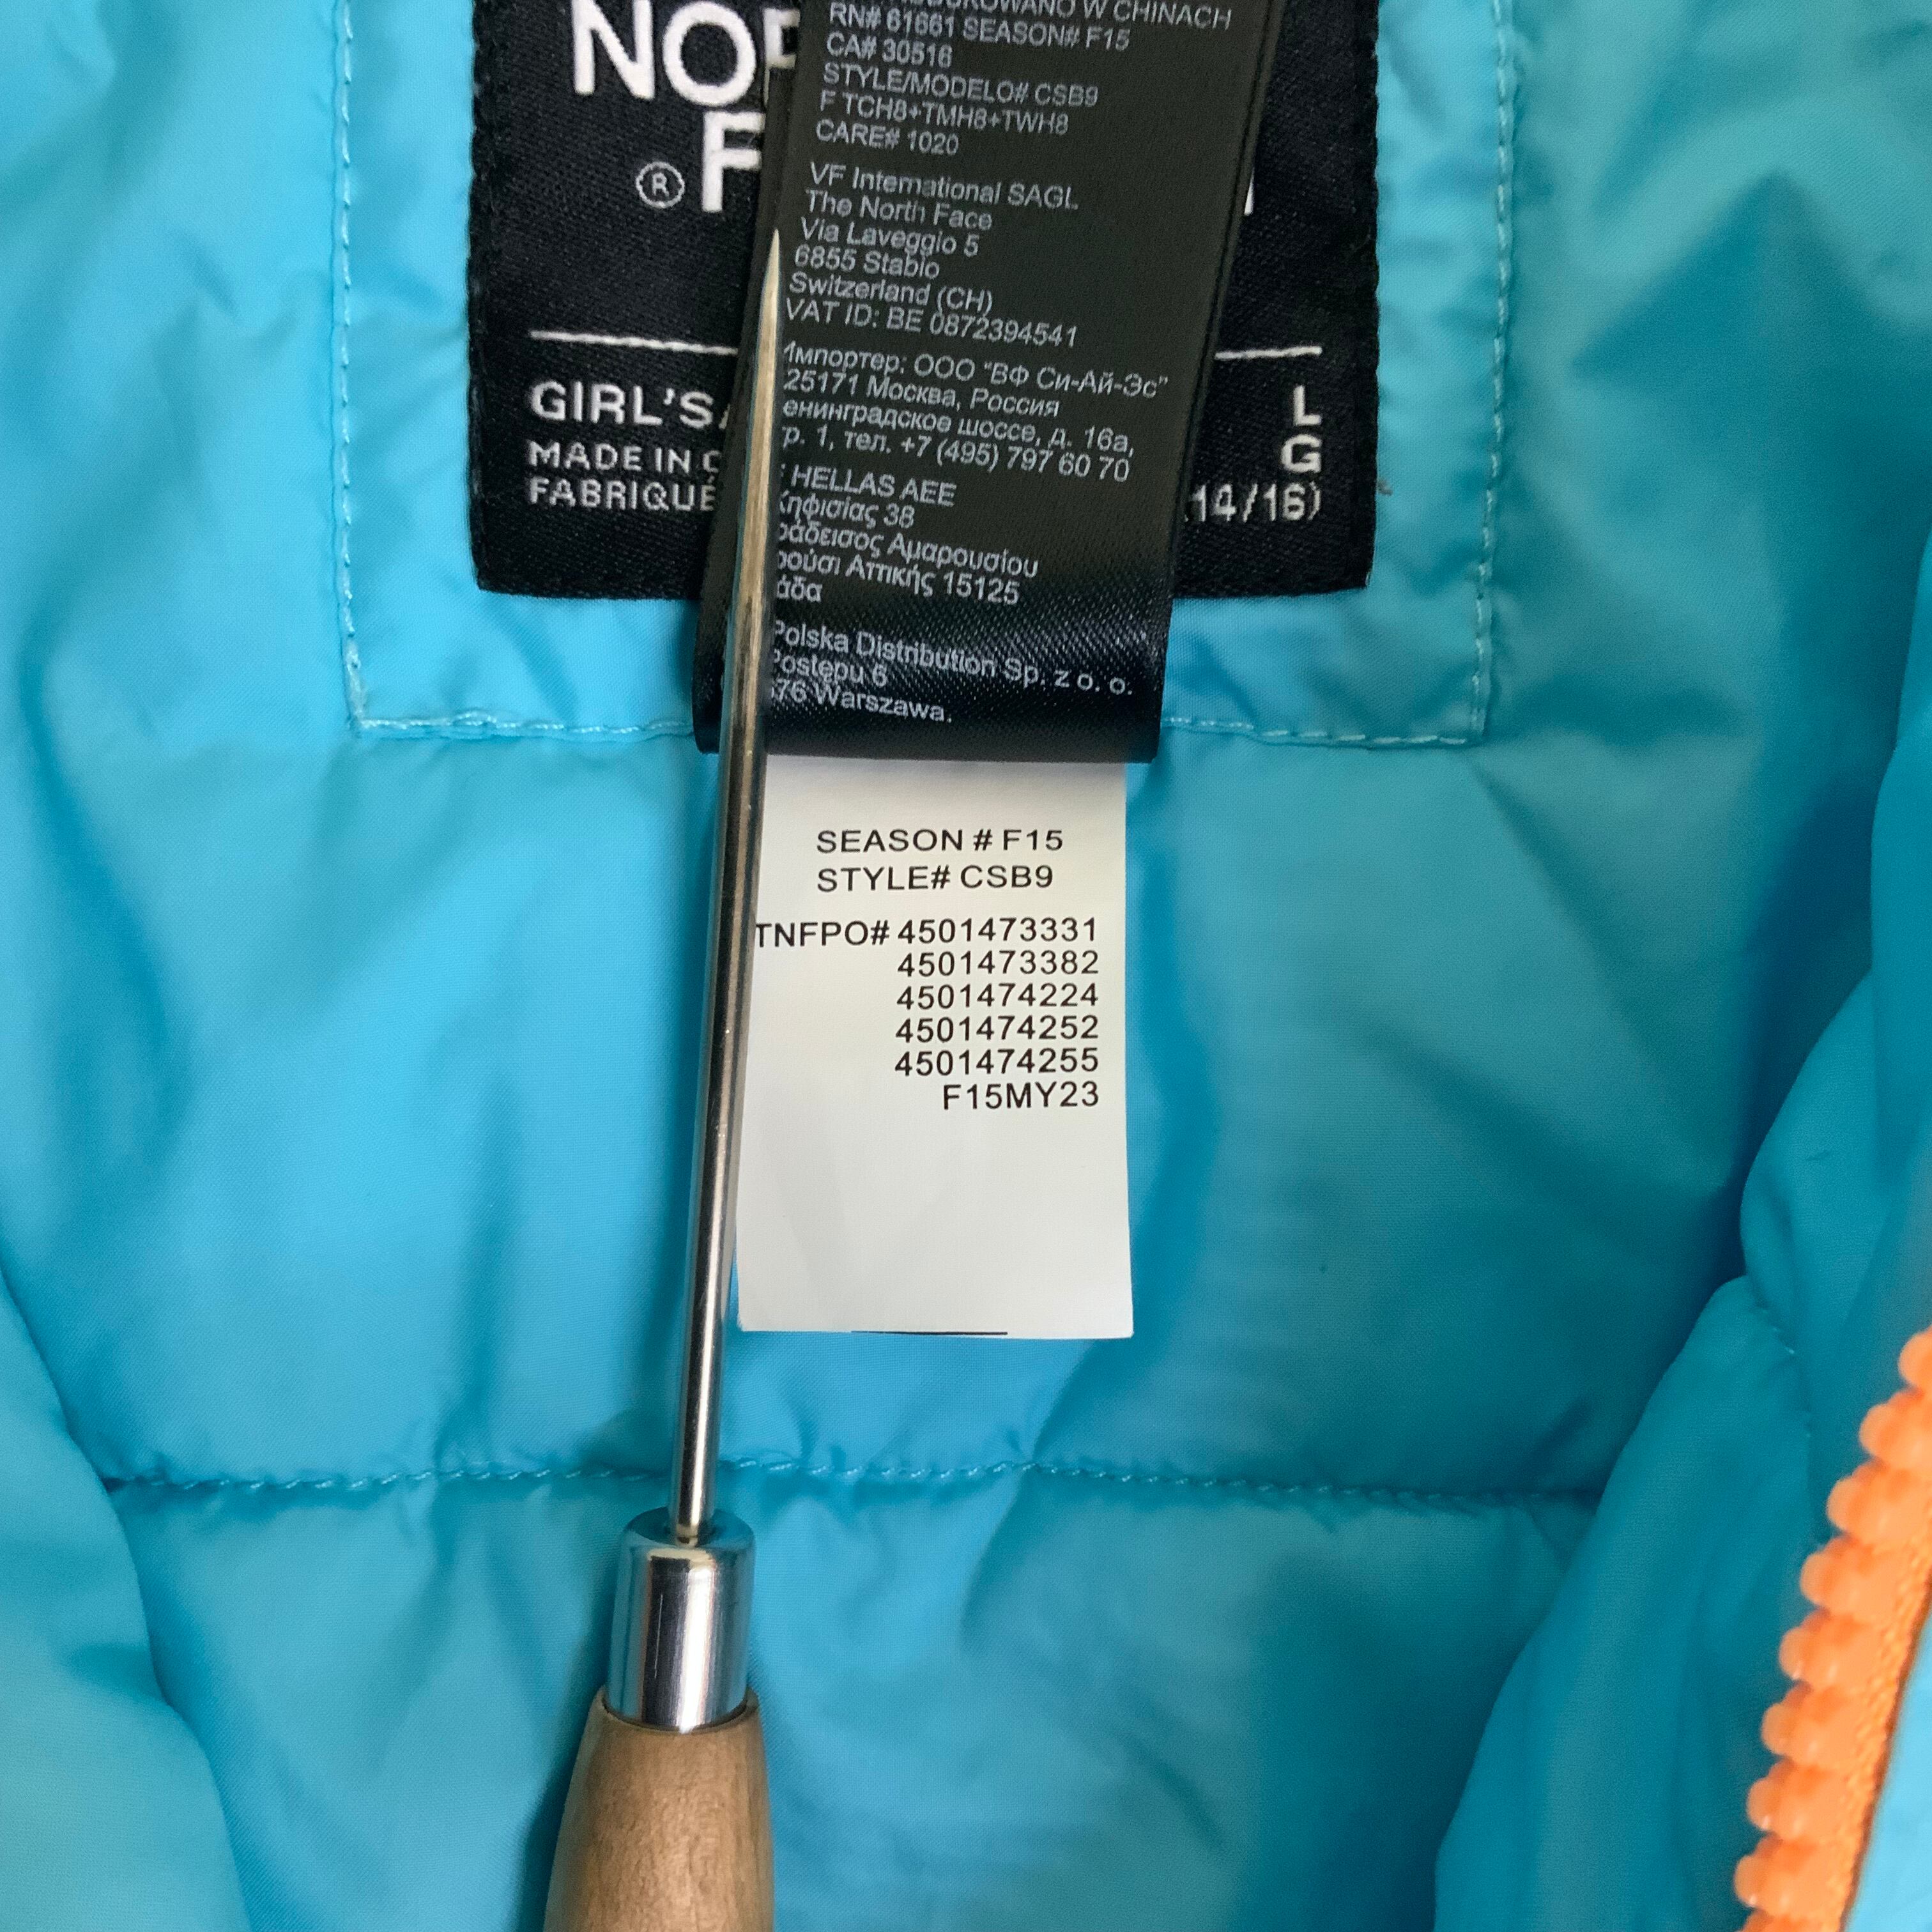 NOR
® F
GIRL'S/
MADE IN C
FABRIQUÉ
L
G
14/16)
W CHINACH
RN# 61661 SEASON# F15
CA# 30516
STYLE/MODELO# CSB9
F TCH8+TMH8+TWH8
CARE# 1020
VF International SAGL
The North Face
Via Laveggio 5
6855 Stabio
Switzerland (CH)
VAT ID: BE 0872394541
Импортер: ООО "ВФ Си-Ай-Эс"
25171 Москва, Россия
енинградское шоссе, д. 16а,
тр. 1, тел. +7 (495) 797 60 70
HELLAS AEE
Κηφισίας 38
ράδεισος Αμαρουσίου
ρούσι Αττικής 15125
άδα
Polska Distribution Sp. z o. o.
Postępu 6
676 Warszawa.
SEASON # F15
STYLE# CSB9
TNFPO# 4501473331
4501473382
4501474224
4501474252
4501474255
F15MY23